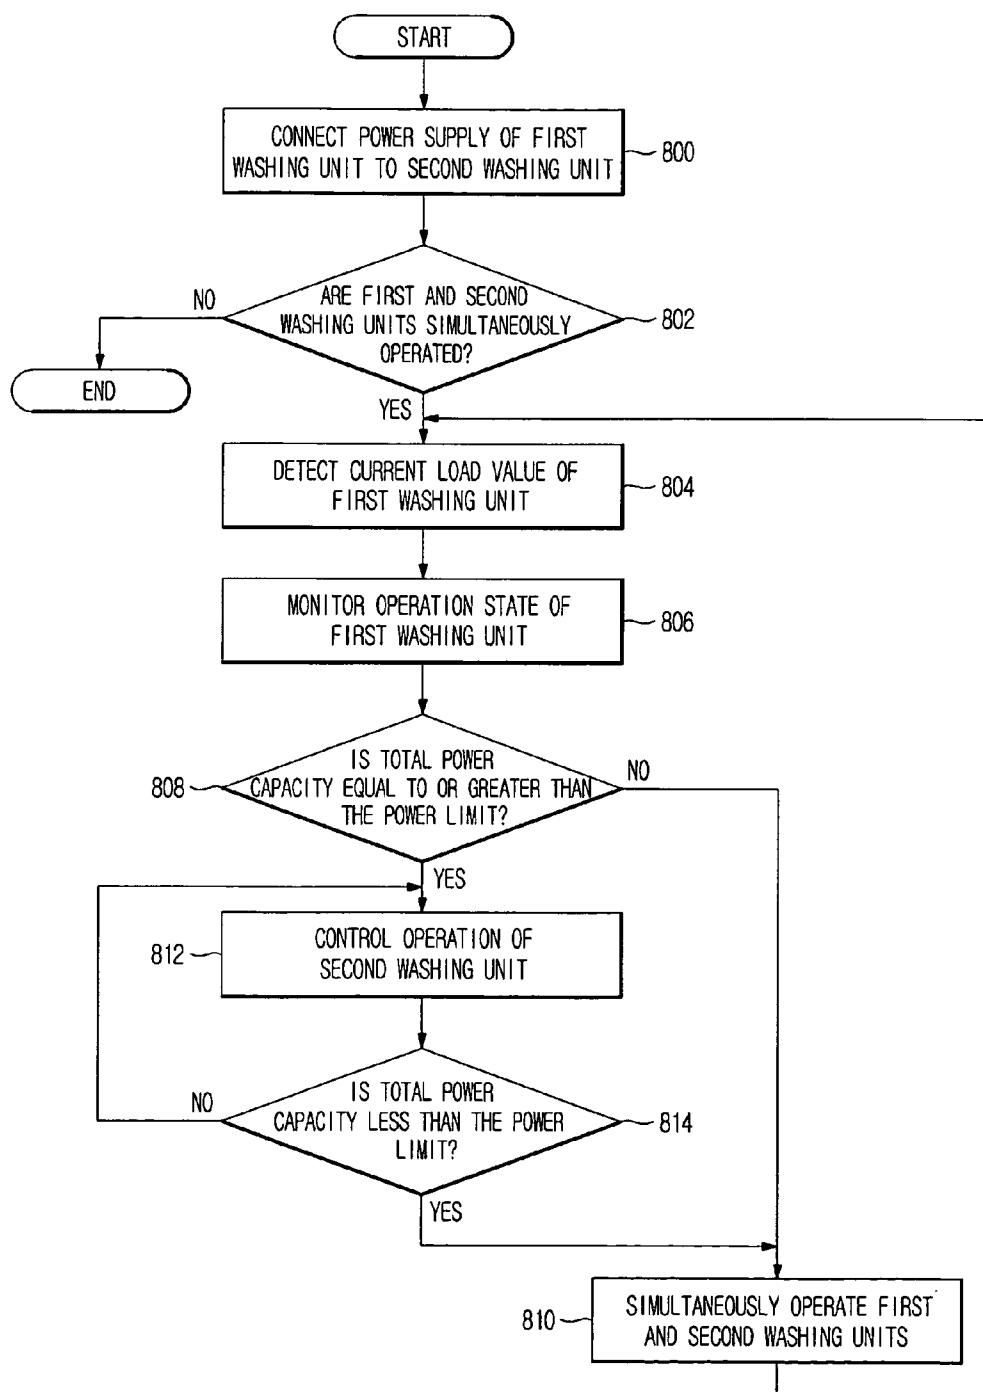 START
CONNECT POWER SUPPLY OF FIRST
WASHING UNIT TO SECOND WASHING UNIT
800
ARE FIRST AND SECOND
WASHING UNITS SIMULTANEOUSLY
OPERATED?
802
NO
END
YES
DETECT CURRENT LOAD VALUE OF
FIRST WASHING UNIT
804
MONITOR OPERATION STATE OF
FIRST WASHING UNIT
806
IS TOTAL POWER
CAPACITY EQUAL TO OR GREATER THAN
THE POWER LIMIT?
808
NO
YES
CONTROL OPERATION OF
SECOND WASHING UNIT
812
IS TOTAL POWER
CAPACITY LESS THAN THE POWER
LIMIT?
814
NO
YES
SIMULTANEOUSLY OPERATE FIRST
AND SECOND WASHING UNITS
810